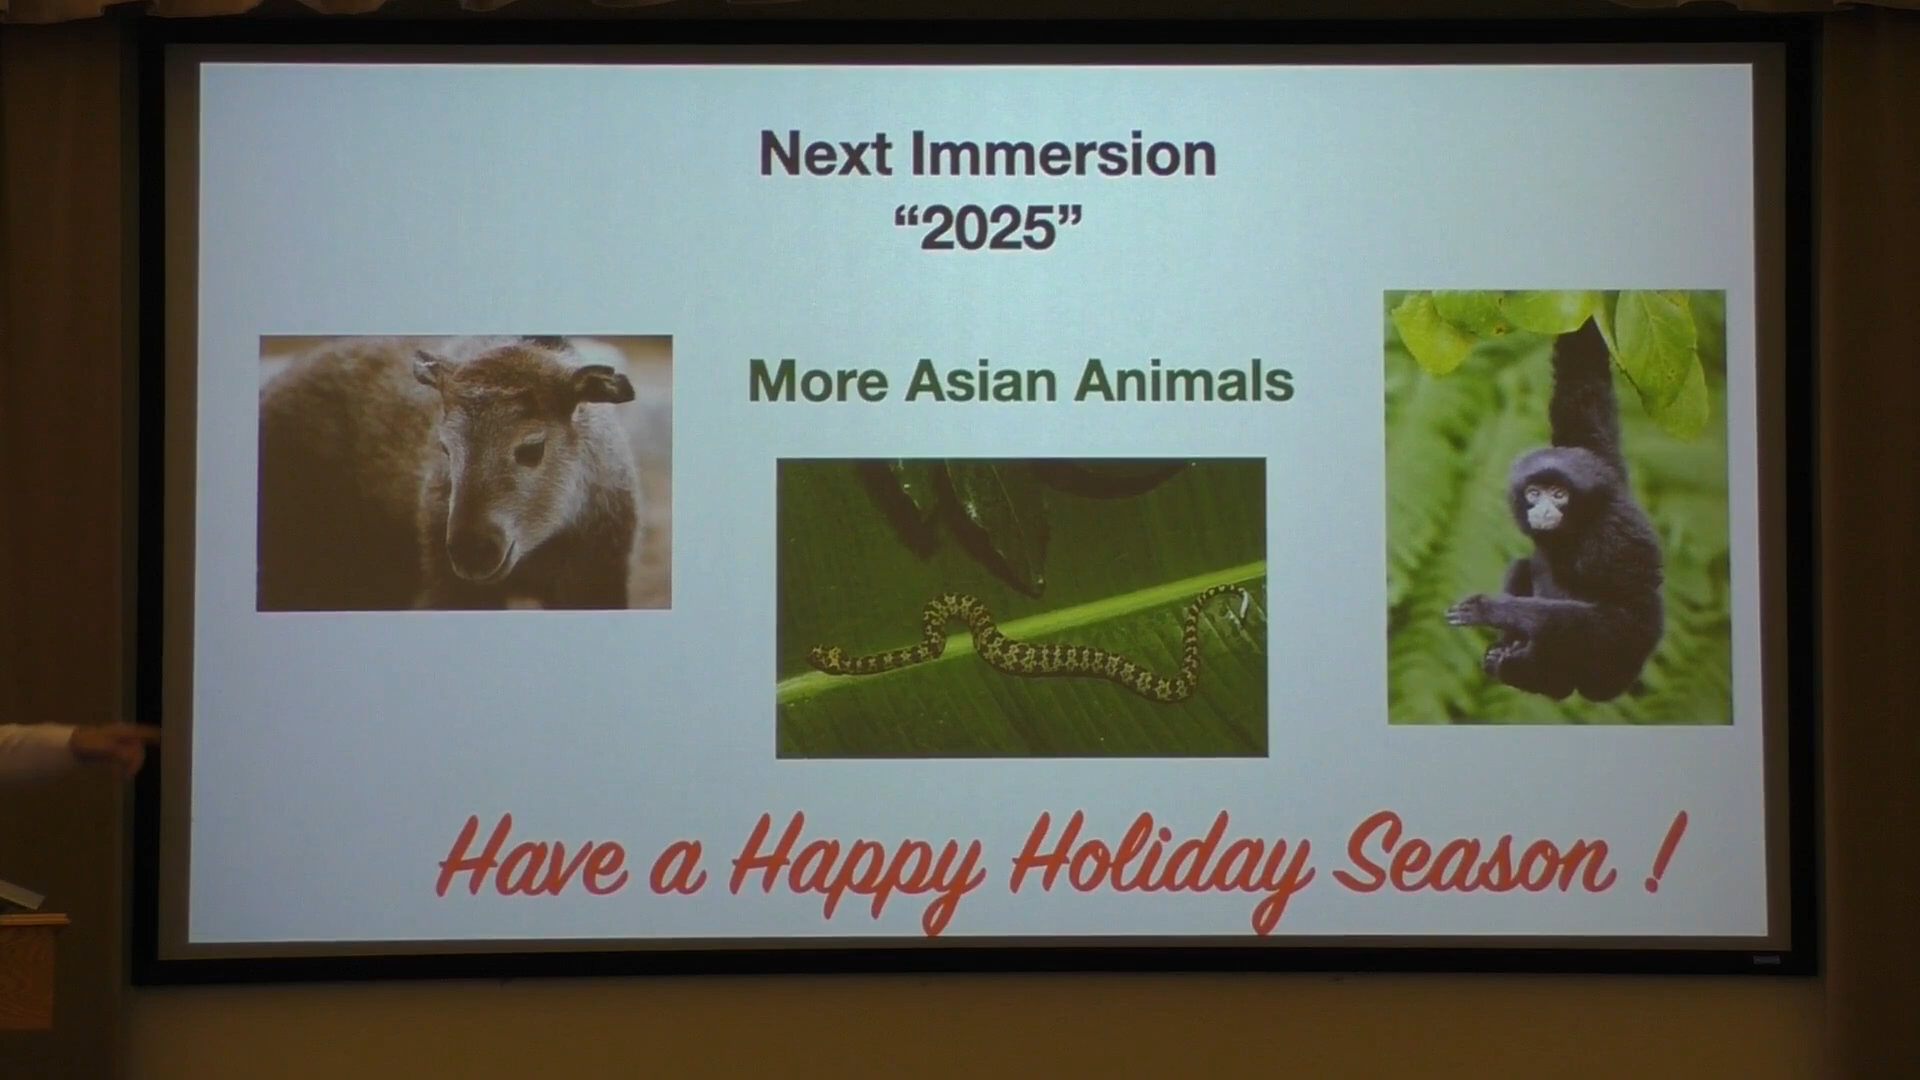 Next Immersion
“2025”
More Asian Animals
Have a Happy Holiday Season !